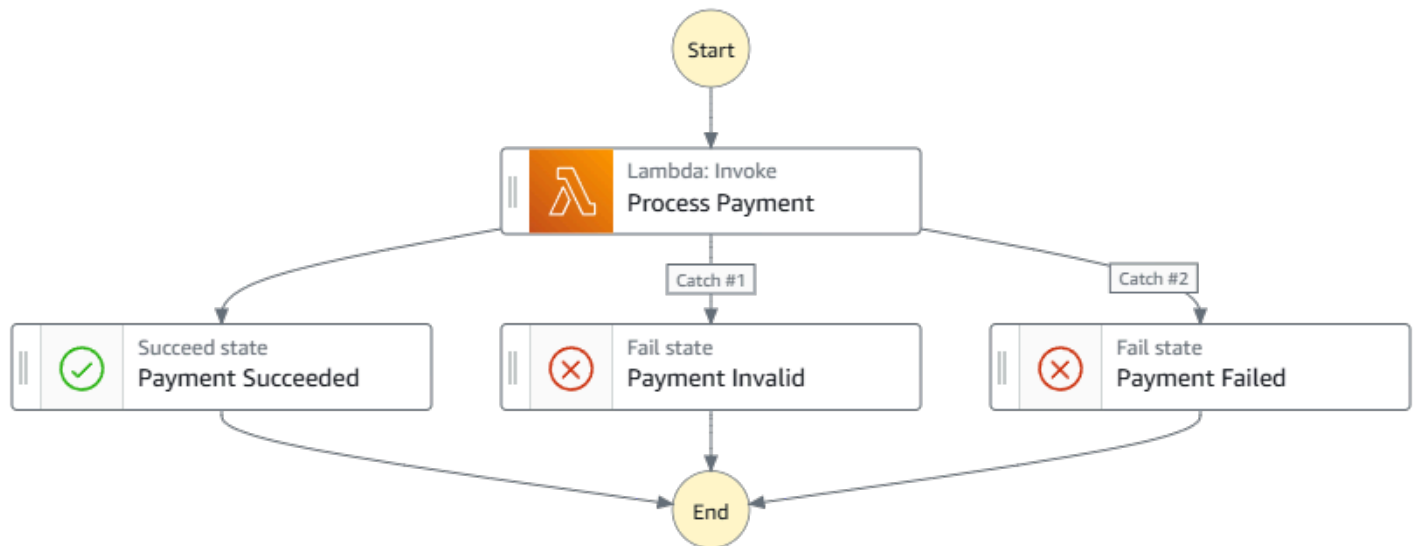 Start
Lambda: Invoke
Process Payment
Catch #1
Catch #2
Succeed state
Payment Succeeded
Fail state
Payment Invalid
Fail state
Payment Failed
End